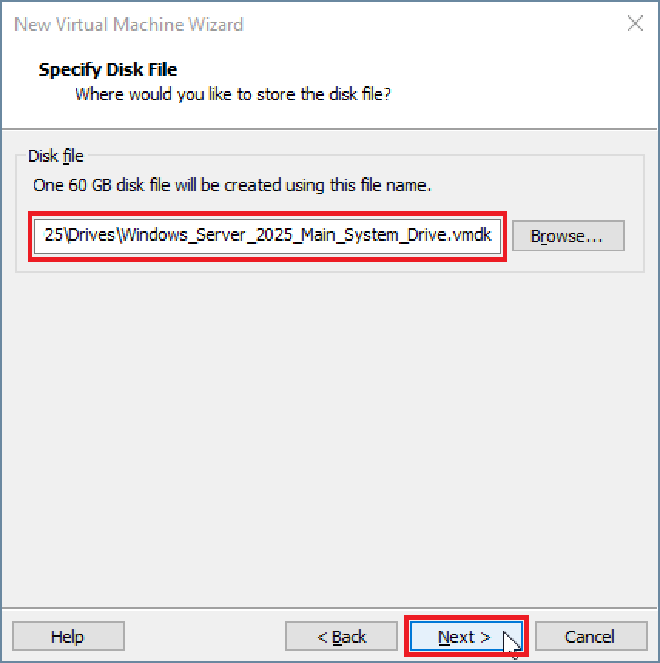 New Virtual Machine Wizard
Specify Disk File
Where would you like to store the disk file?
Disk file
One 60 GB disk file will be created using this file name.
25\Drives\Windows_Server_2025_Main_System_Drive.vmdk
Browse...
Help
< Back
Next >
Cancel